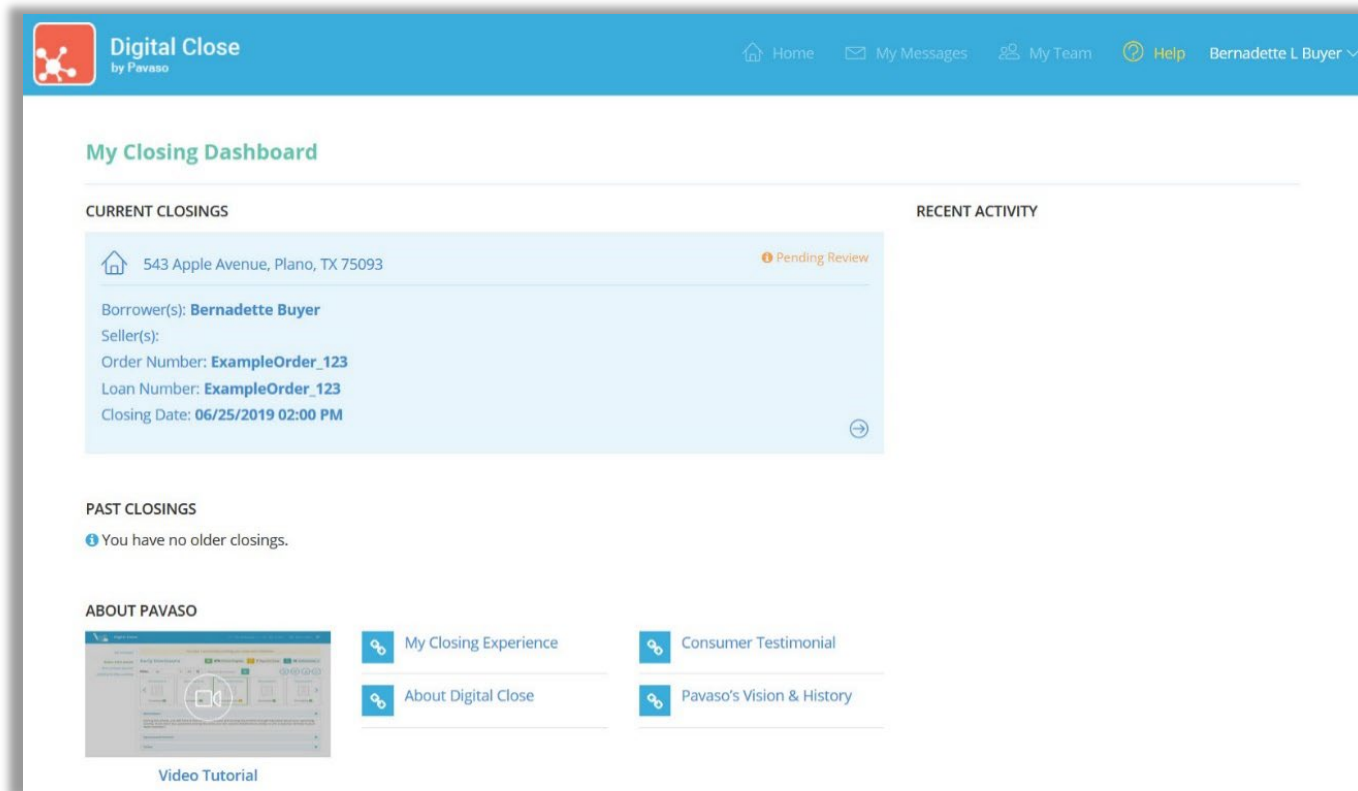 Digital Close
by Pavaso
Home
My Messages
My Team
Help
Bernadette L Buyer
My Closing Dashboard
CURRENT CLOSINGS
543 Apple Avenue, Plano, TX 75093
Pending Review
Borrower(s): Bernadette Buyer
Seller(s):
Order Number: ExampleOrder_123
Loan Number: ExampleOrder_123
Closing Date: 06/25/2019 02:00 PM
RECENT ACTIVITY
PAST CLOSINGS
You have no older closings.
ABOUT PAVASO
Video Tutorial
My Closing Experience
Consumer Testimonial
About Digital Close
Pavaso's Vision & History